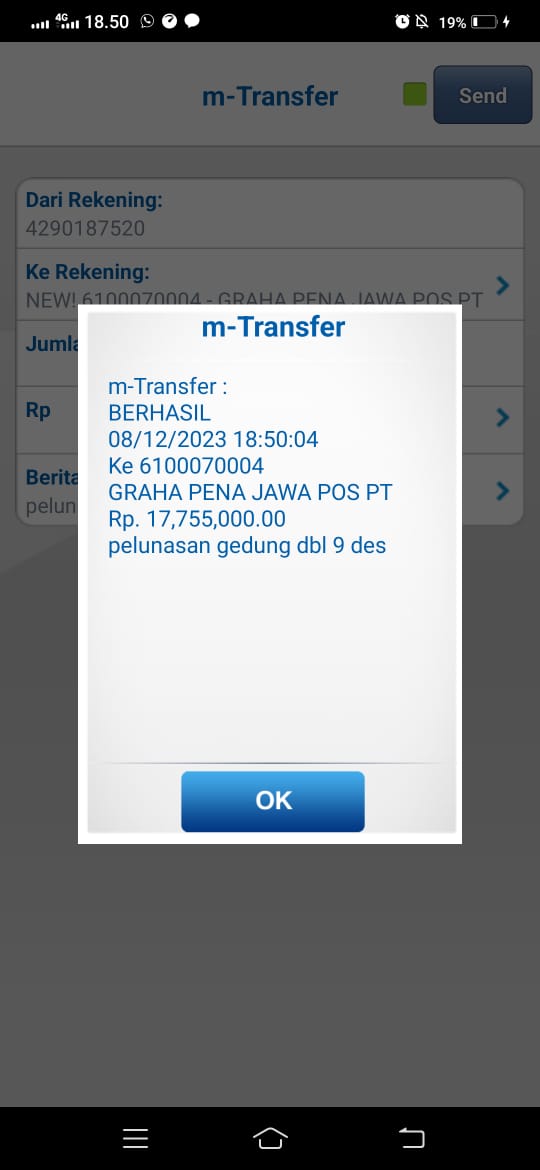 4G 18.50 19%
m-Transfer Send
Dari Rekening:
4290187520
Ke Rekening:
NEW! 6100070004 - GRAHA PENA JAWA POS PT
Jumla
Rp
Berita
pelun
m-Transfer
m-Transfer :
BERHASIL
08/12/2023 18:50:04
Ke 6100070004
GRAHA PENA JAWA POS PT
Rp. 17,755,000.00
pelunasan gedung dbl 9 des
OK